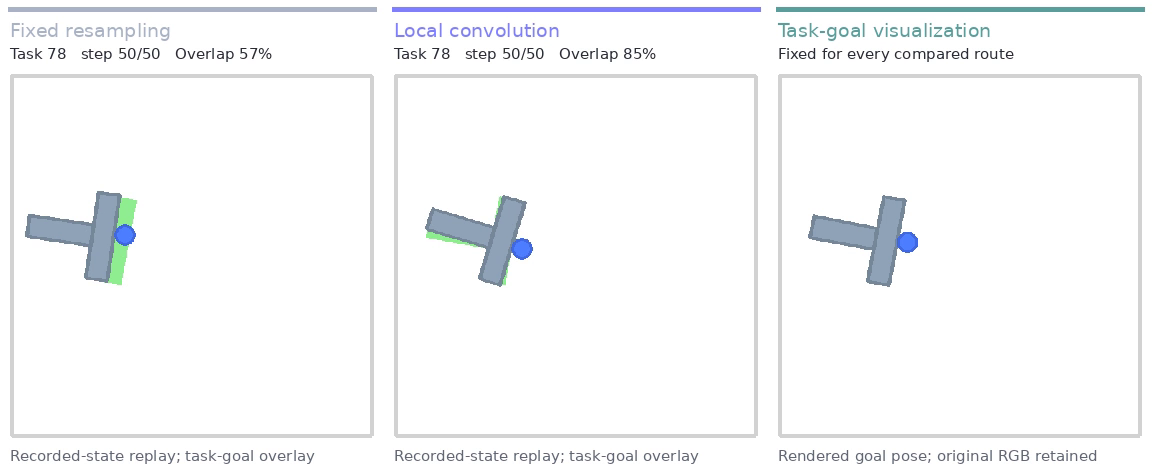 Fixed resampling
Task 78   step 50/50   Overlap 57%
Recorded-state replay; task-goal overlay
Local convolution
Task 78   step 50/50   Overlap 85%
Recorded-state replay; task-goal overlay
Task-goal visualization
Fixed for every compared route
Rendered goal pose; original RGB retained